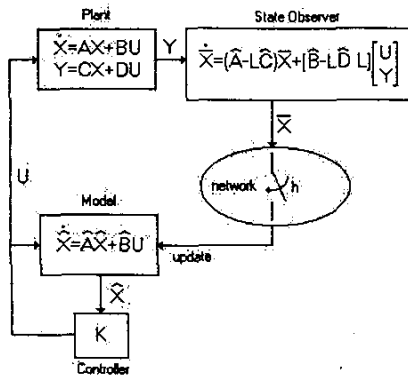 Plant
State Observer
Ẋ=AX+BU
Y=CX+DU
Y
X̄̇=(Â-LĈ)X̄+[B̂-LD̂ L][U
Y]
X̄
U
network
h
Model
X̂̇=ÂX̂+B̂U
update
X̂
K
Controller